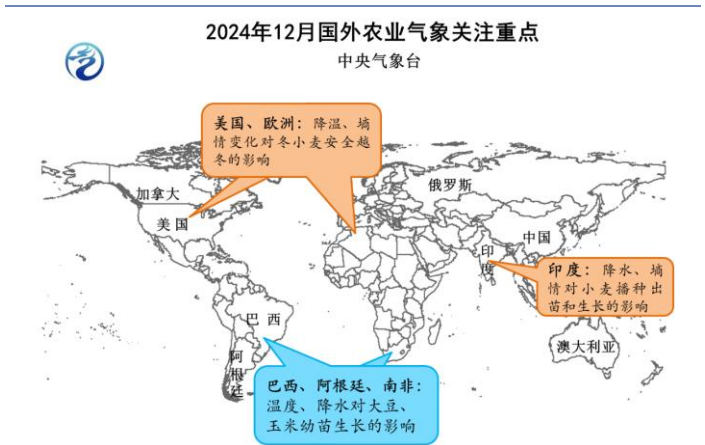 2024年12月国外农业气象关注重点
中央气象台
美国、欧洲：降温、墒
情变化对冬小麦安全越
冬的影响
加拿大
俄罗斯
美国
中国
印度
印度：降水、墒
情对小麦播种出
苗和生长的影响
巴西
澳大利亚
阿根廷
巴西、阿根廷、南非：
温度、降水对大豆、
玉米幼苗生长的影响